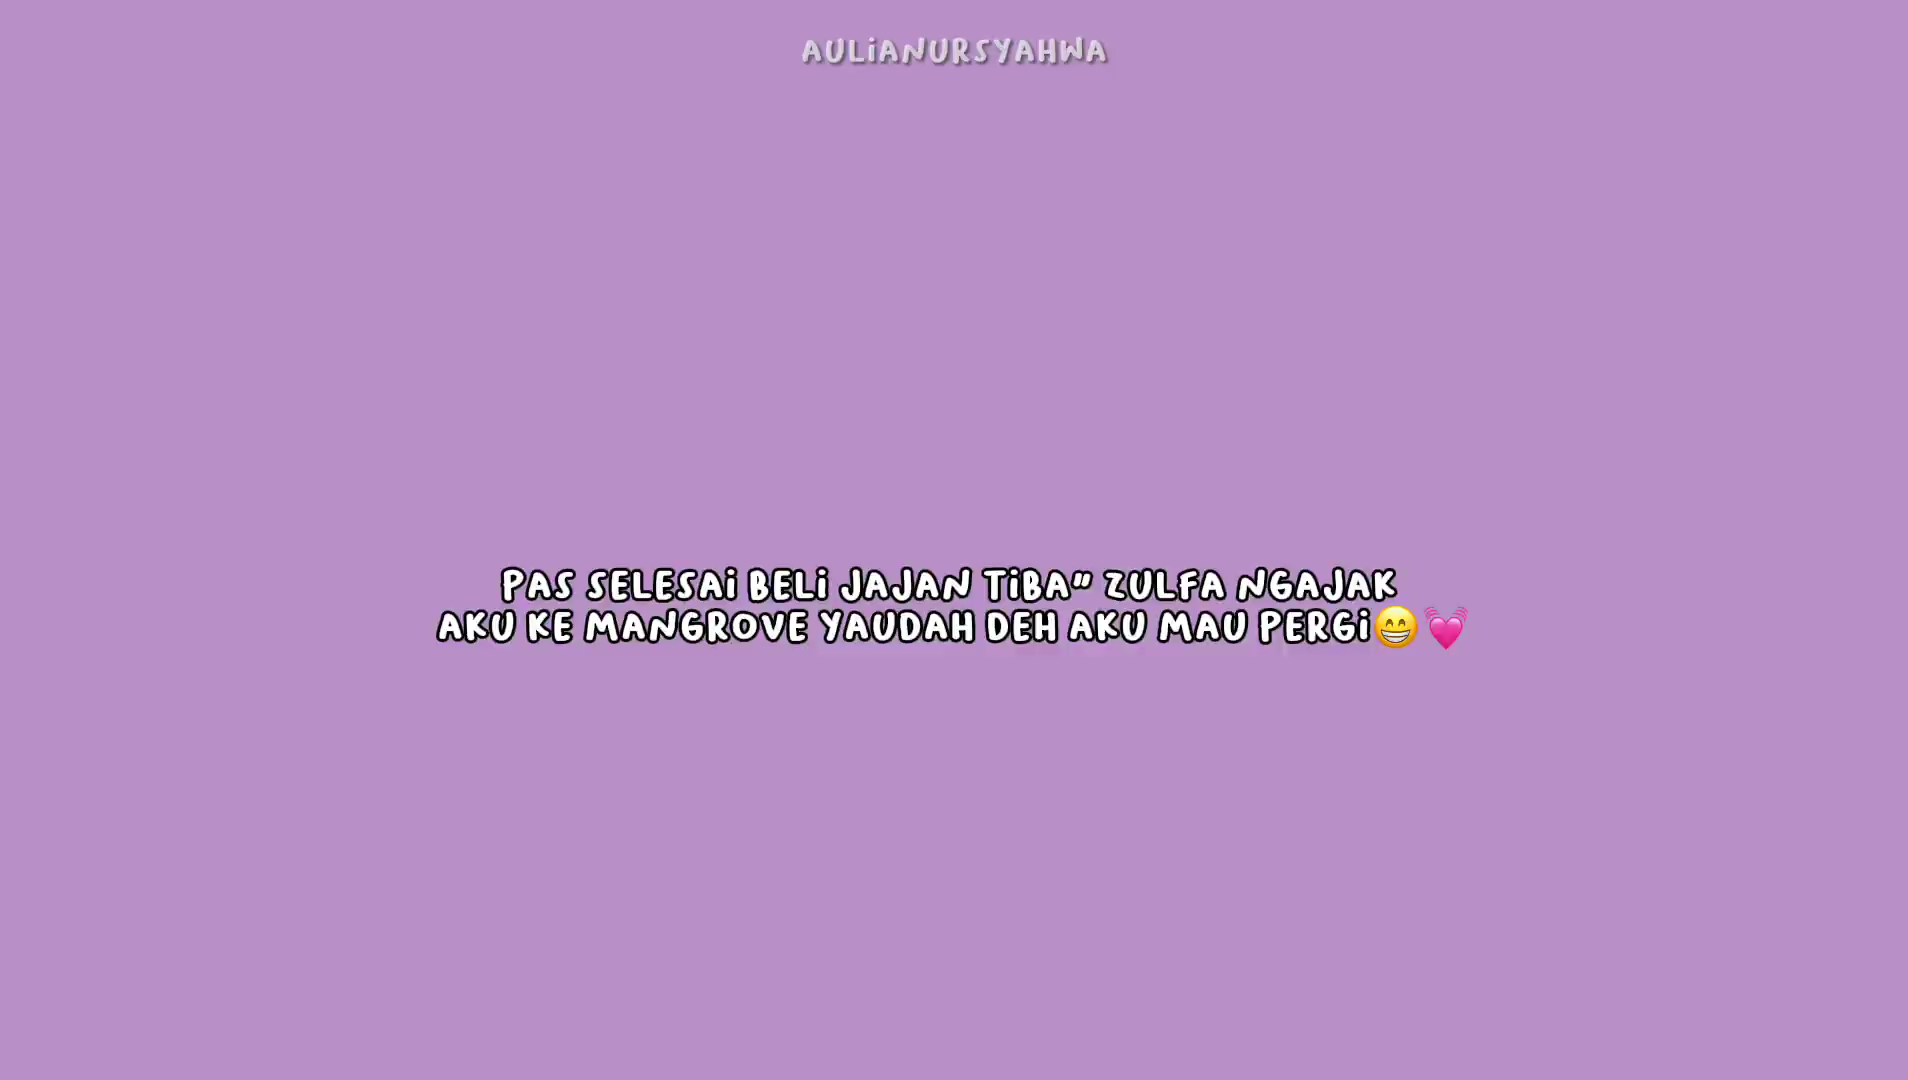 AULiANURSYAHWA
PAS SELESAi BELi JAJAN TiBA" ZULFA NGAJAK
AKU KE MANGROVE YAUDAH DEH AKU MAU PERGi😁💓